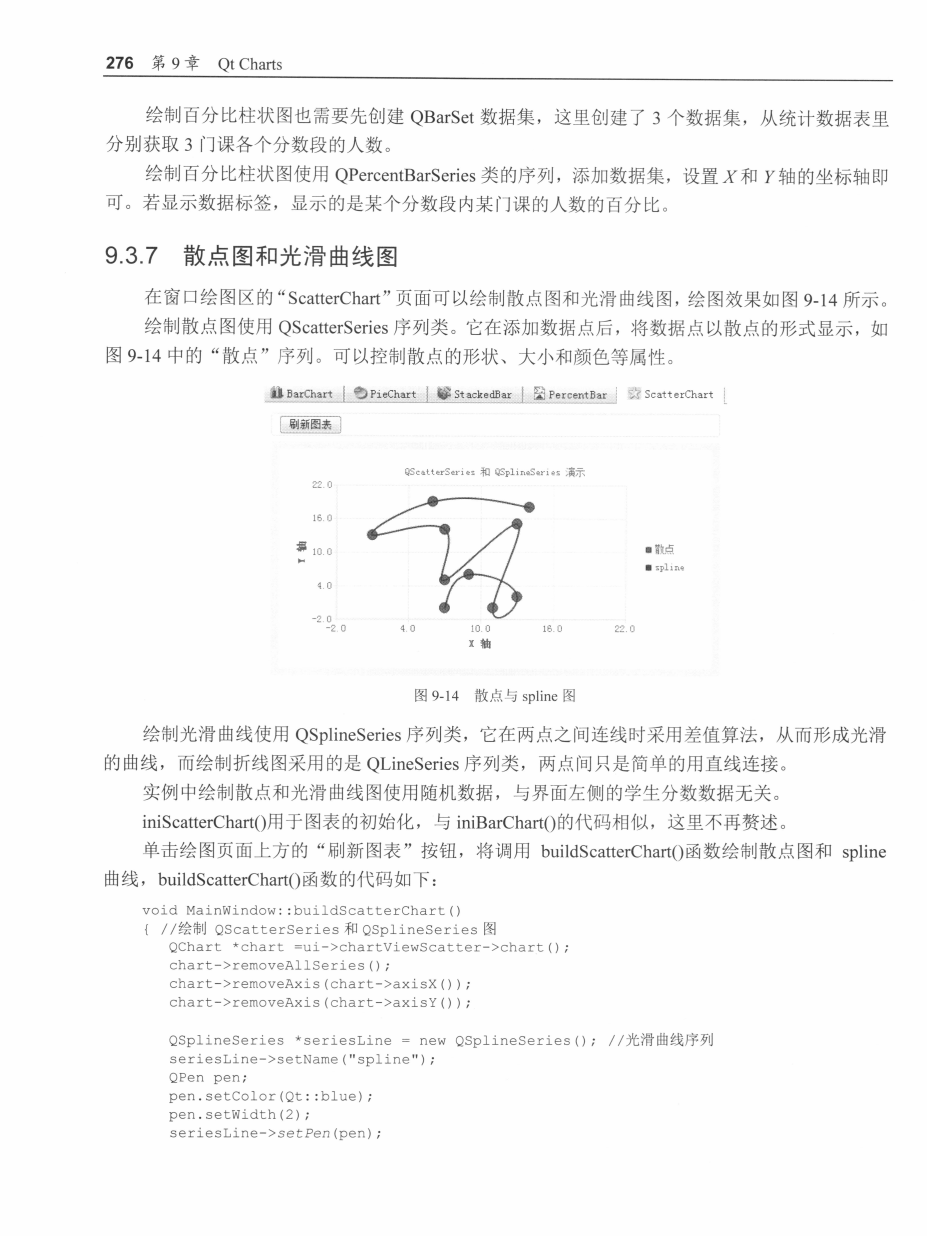 276 第 9 章 Qt Charts
绘制百分比柱状图也需要先创建 QBarSet 数据集，这里创建了 3 个数据集，从统计数据表里
分别获取 3 门课各个分数段的人数。
绘制百分比柱状图使用 QPercentBarSeries 类的序列，添加数据集，设置 X 和 Y 轴的坐标轴即
可。若显示数据标签，显示的是某个分数段内某门课的人数的百分比。
9.3.7 散点图和光滑曲线图
在窗口绘图区的“ScatterChart”页面可以绘制散点图和光滑曲线图，绘图效果如图 9-14 所示。
绘制散点图使用 QScatterSeries 序列类。它在添加数据点后，将数据点以散点的形式显示，如
图 9-14 中的“散点”序列。可以控制散点的形状、大小和颜色等属性。
BarChart PieChart StackedBar PercentBar ScatterChart
刷新图表
QScatterSeries 和 QSplineSeries 演示
22.0
16.0
10.0
4.0
-2.0
Y 轴
-2.0 4.0 10.0 16.0 22.0
X 轴
散点
spline
图 9-14 散点与 spline 图
绘制光滑曲线使用 QSplineSeries 序列类，它在两点之间连线时采用差值算法，从而形成光滑
的曲线，而绘制折线图采用的是 QLineSeries 序列类，两点间只是简单的用直线连接。
实例中绘制散点和光滑曲线图使用随机数据，与界面左侧的学生分数数据无关。
iniScatterChart()用于图表的初始化，与 iniBarChart()的代码相似，这里不再赘述。
单击绘图页面上方的“刷新图表”按钮，将调用 buildScatterChart()函数绘制散点图和 spline
曲线，buildScatterChart()函数的代码如下：
void MainWindow::buildScatterChart()
{ //绘制 QScatterSeries 和 QSplineSeries 图
QChart *chart =ui->chartViewScatter->chart();
chart->removeAllSeries();
chart->removeAxis(chart->axisX());
chart->removeAxis(chart->axisY());
QSplineSeries *seriesLine = new QSplineSeries(); //光滑曲线序列
seriesLine->setName("spline");
QPen pen;
pen.setColor(Qt::blue);
pen.setWidth(2);
seriesLine->setPen(pen);